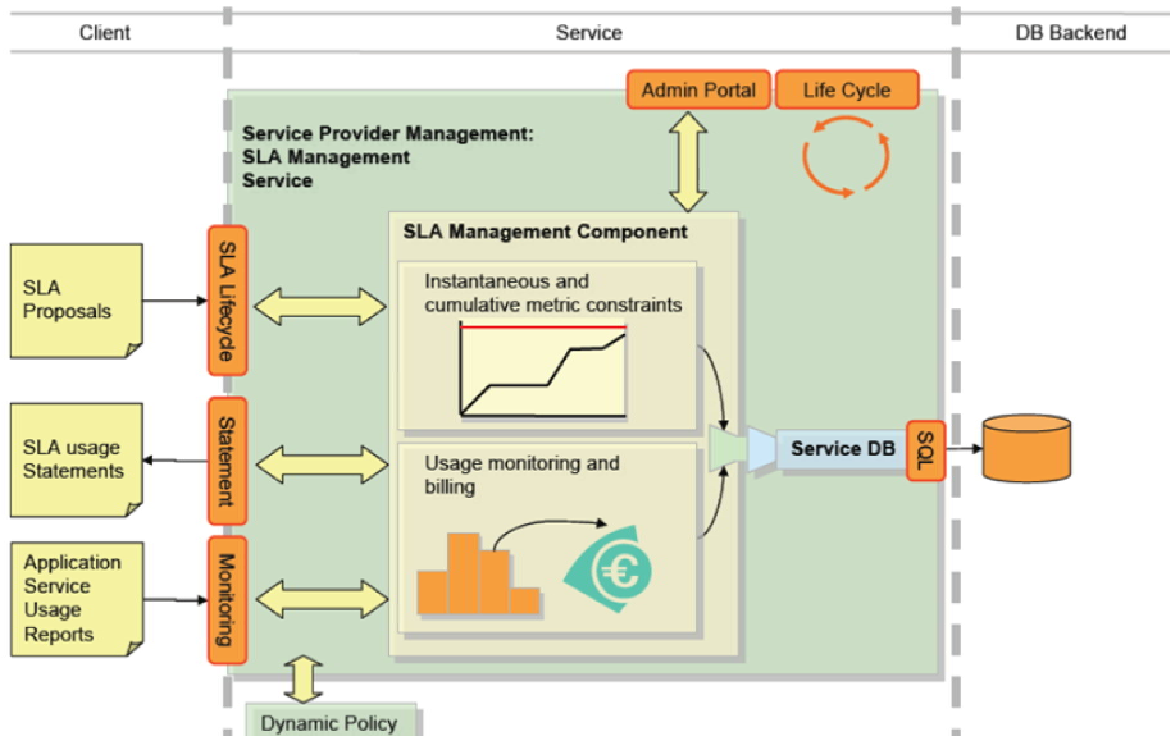 Client
Service
DB Backend
Admin Portal
Life Cycle
Service Provider Management:
SLA Management
Service
SLA Management Component
SLA
Proposals
SLA Lifecycle
Instantaneous and
cumulative metric constraints
SLA usage
Statements
Statement
Usage monitoring and
billing
€
Service DB
SQL
Application
Service
Usage
Reports
Monitoring
Dynamic Policy